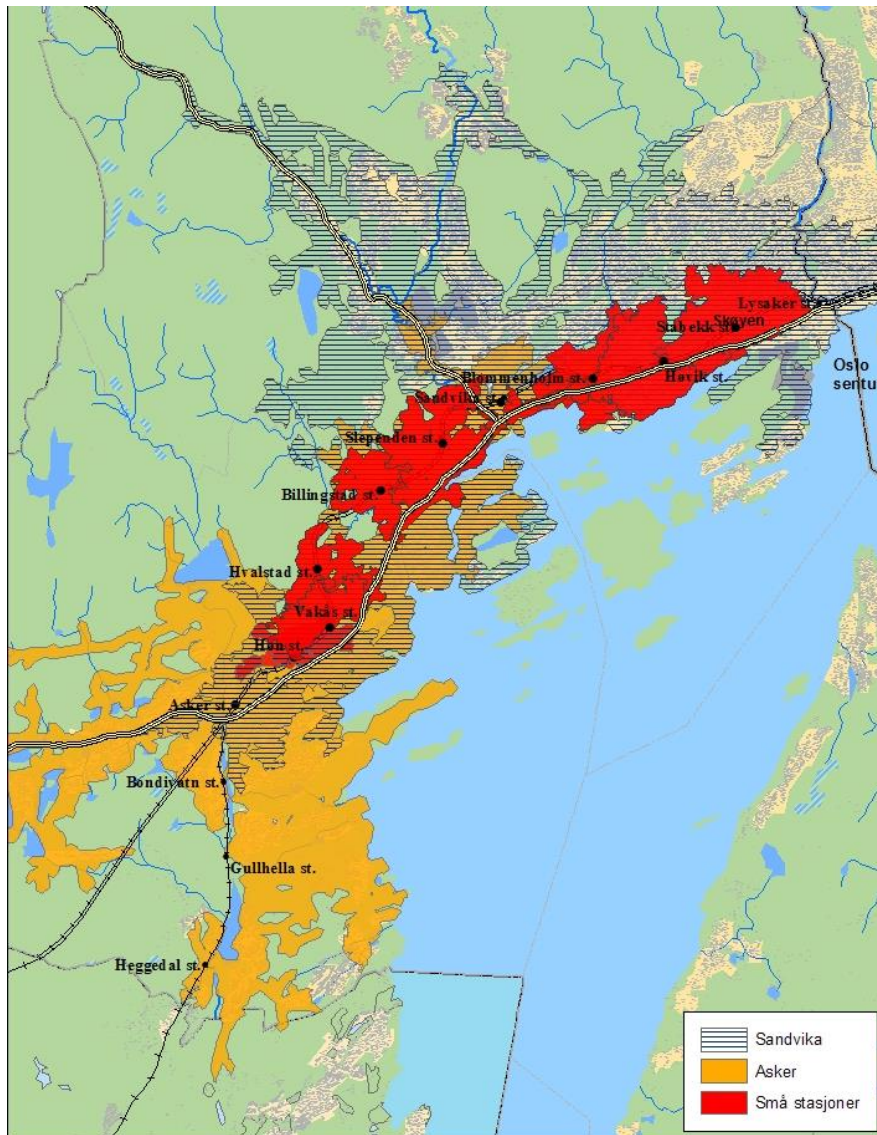 Lysaker st.
Skøyen
Stabekk st.
Høvik st.
Oslo
sentu
Blommenholm st.
Sandvika st.
Slependen st.
Billingstad st.
Hvalstad st.
Vakås st.
Høn st.
Asker st.
Bondivatn st.
Gullhella st.
Heggedal st.
Sandvika
Asker
Små stasjoner